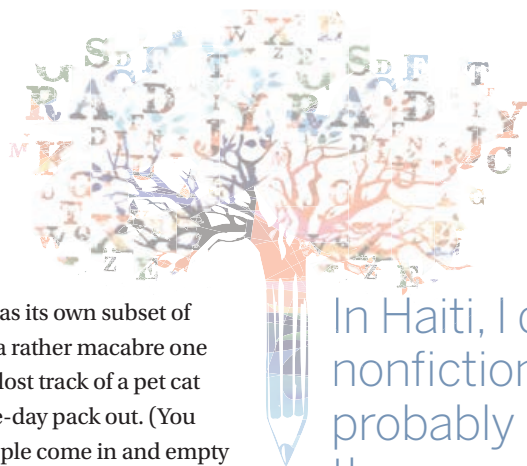 as its own subset of
a rather macabre one
lost track of a pet cat
e-day pack out. (You
ple come in and empty
In Haiti, I
nonfiction
probably